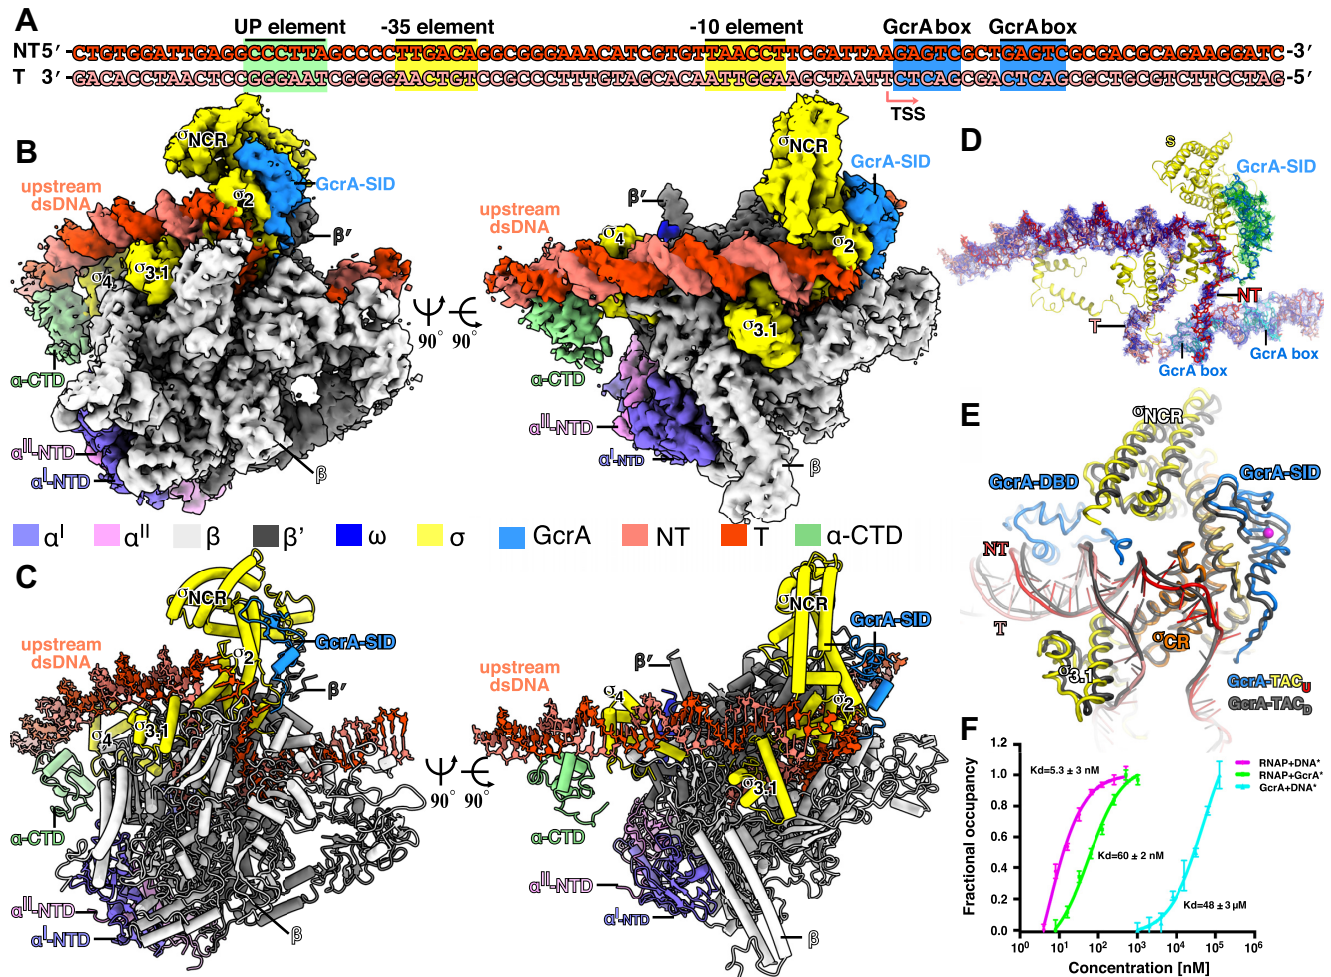 A
UP element -35 element -10 element GcrA box GcrA box
NT5′ CTGTGGATTGAGGCCCTTAGCCCCTTGACAGGCGGGAAACATCGTGTTAACCTTCGATTAAGAGTCGCTGAGTCGCGACGCAGAAGGATC -3′
T 3′ GACACCTAACTCCGGGAATCGGGGAACTGTCCGCCCTTTGTAGCACAATTGGAAGCTAATTCTCAGCGACTCAGCGCTGCGTCTTCCTAG -5′
TSS
B
σNCR
GcrA-SID
upstream
dsDNA
σ2
β′
σ4
σ3.1
α-CTD
αII-NTD
αI-NTD
β
90° 90°
σNCR
GcrA-SID
β′
upstream
dsDNA
σ4
σ2
σ3.1
α-CTD
αII-NTD
αI-NTD
β
D
s
GcrA-SID
NT
T
GcrA box
GcrA box
E
σNCR
GcrA-DBD
GcrA-SID
NT
T
σCR
σ3.1
GcrA-TACU
GcrA-TACD
αI αII β β’ ω σ GcrA NT T α-CTD
C
σNCR
GcrA-SID
upstream
dsDNA
σ2
β′
σ4
σ3.1
α-CTD
αII-NTD
αI-NTD
β
90° 90°
σNCR
GcrA-SID
β′
upstream
dsDNA
σ4
σ2
σ3.1
α-CTD
αII-NTD
αI-NTD
β
F
Fractional occupancy
1.2
1.0
0.8
0.6
0.4
0.2
0.0
Kd=5.3 ± 3 nM
Kd=60 ± 2 nM
Kd=48 ± 3 µM
RNAP+DNA*
RNAP+GcrA*
GcrA+DNA*
10⁰ 10¹ 10² 10³ 10⁴ 10⁵ 10⁶
Concentration [nM]